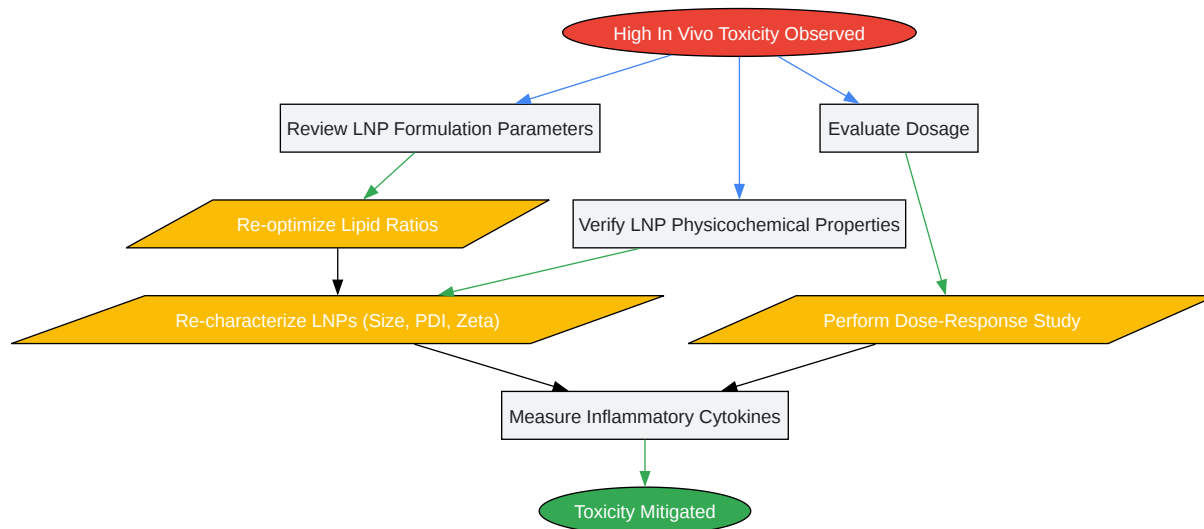 High In Vivo Toxicity Observed
Review LNP Formulation Parameters
Evaluate Dosage
Re-optimize Lipid Ratios
Verify LNP Physicochemical Properties
Re-characterize LNPs (Size, PDI, Zeta)
Perform Dose-Response Study
Measure Inflammatory Cytokines
Toxicity Mitigated